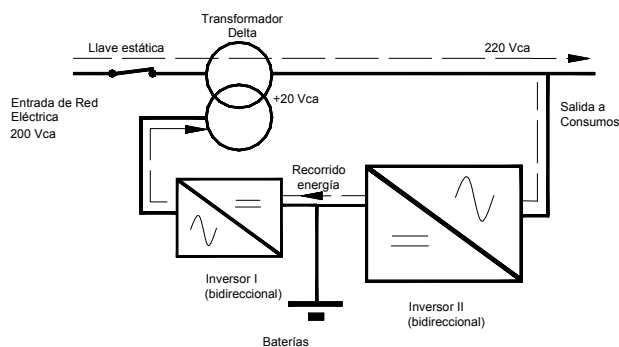 Transformador
Delta
Llave estática
220 Vca
+20 Vca
Entrada de Red
Eléctrica
200 Vca
Salida a
Consumos
Recorrido
energía
Inversor I
(bidireccional)
Inversor II
(bidireccional)
Baterías